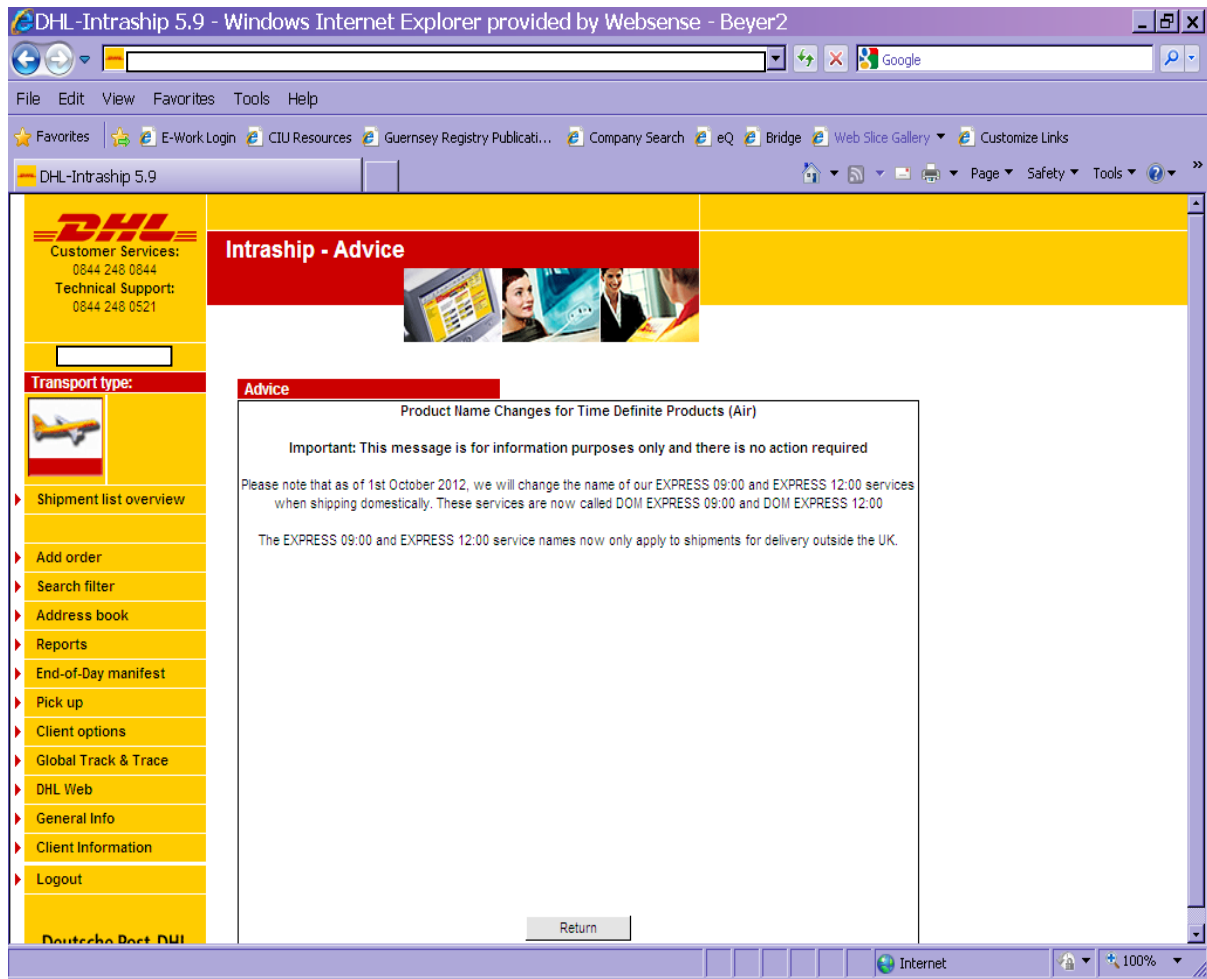 DHL-Intraship 5.9 - Windows Internet Explorer provided by Websense - Beyer2
Google
File Edit View Favorites Tools Help
Favorites E-Work Login CIU Resources Guernsey Registry Publicati... Company Search eQ Bridge Web Slice Gallery Customize Links
DHL-Intraship 5.9
Page Safety Tools »
DHL
Customer Services:
0844 248 0844
Technical Support:
0844 248 0521
Intraship - Advice
Transport type:
Shipment list overview
Add order
Search filter
Address book
Reports
End-of-Day manifest
Pick up
Client options
Global Track & Trace
DHL Web
General Info
Client Information
Logout
Deutsche Post DHL
Advice
Product Name Changes for Time Definite Products (Air)
Important: This message is for information purposes only and there is no action required
Please note that as of 1st October 2012, we will change the name of our EXPRESS 09:00 and EXPRESS 12:00 services
when shipping domestically. These services are now called DOM EXPRESS 09:00 and DOM EXPRESS 12:00
The EXPRESS 09:00 and EXPRESS 12:00 service names now only apply to shipments for delivery outside the UK.
Return
Internet
100%